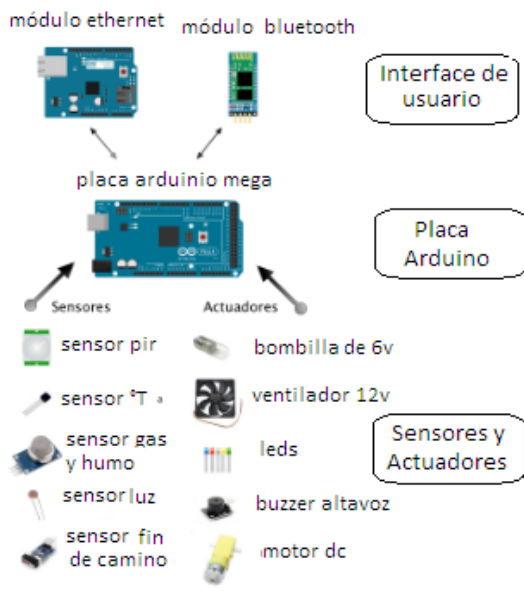 módulo ethernet
módulo bluetooth
Interface de
usuario
placa arduinio mega
Placa
Arduino
Sensores
Actuadores
sensor pir
bombilla de 6v
sensor °T a
ventilador 12v
sensor gas
y humo
leds
Sensores y
Actuadores
sensor luz
buzzer altavoz
sensor fin
de camino
motor dc